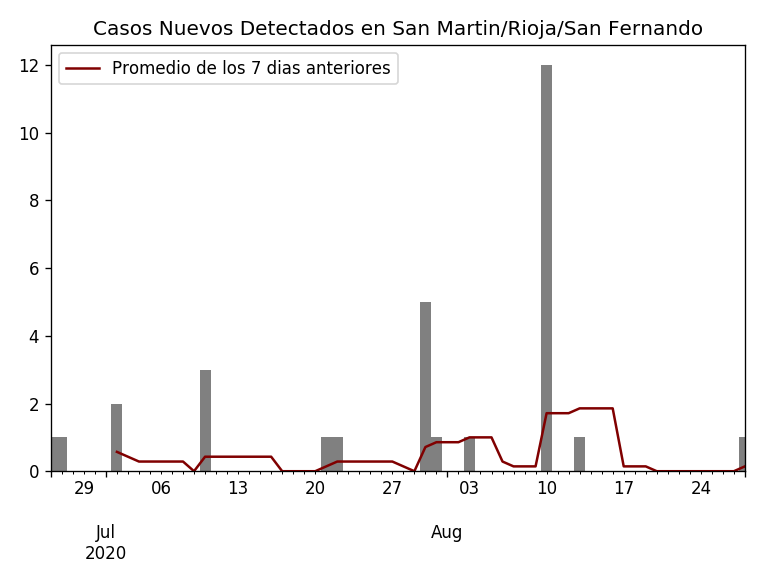 Casos Nuevos Detectados en San Martin/Rioja/San Fernando
Promedio de los 7 dias anteriores
12
10
8
6
4
2
0
29 06 13 20 27 03 10 17 24
Jul Aug
2020